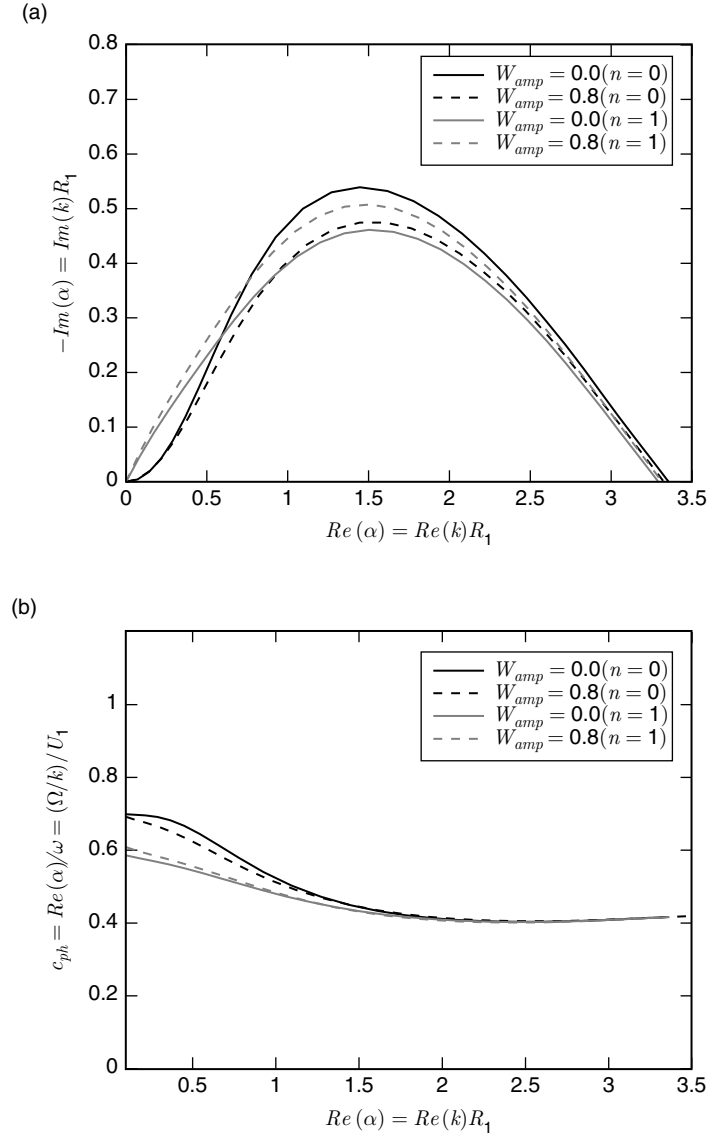 (a)
0.8
0.7
0.6
0.5
0.4
0.3
0.2
0.1
0
−Im(α) = Im(k)R₁
W_amp = 0.0(n = 0)
W_amp = 0.8(n = 0)
W_amp = 0.0(n = 1)
W_amp = 0.8(n = 1)
0 0.5 1 1.5 2 2.5 3 3.5
Re(α) = Re(k)R₁
(b)
1
0.8
0.6
0.4
0.2
0
c_ph = Re(α)/ω = (Ω/k)/U₁
W_amp = 0.0(n = 0)
W_amp = 0.8(n = 0)
W_amp = 0.0(n = 1)
W_amp = 0.8(n = 1)
0.5 1 1.5 2 2.5 3 3.5
Re(α) = Re(k)R₁